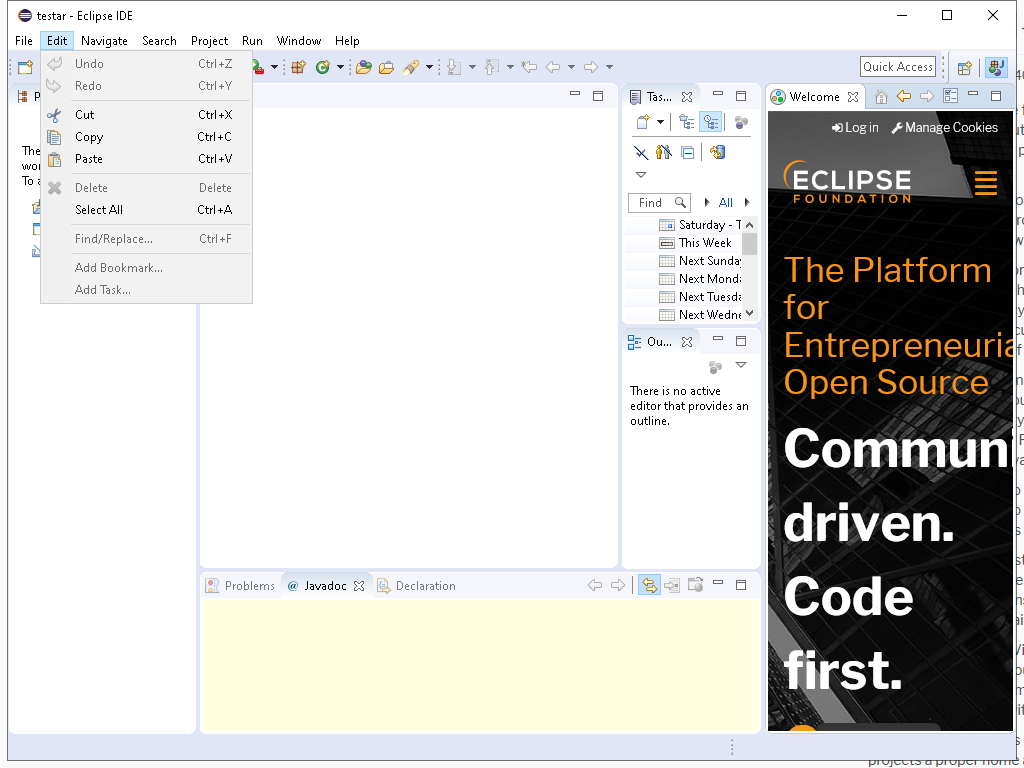 testar - Eclipse IDE
File Edit Navigate Search Project Run Window Help
Undo Ctrl+Z
Redo Ctrl+Y
Cut Ctrl+X
Copy Ctrl+C
Paste Ctrl+V
Delete Delete
Select All Ctrl+A
Find/Replace... Ctrl+F
Add Bookmark...
Add Task...
Quick Access
P
The
wor
To a
Tas...
Find All
Saturday - T
This Week
Next Sunday
Next Monda
Next Tuesda
Next Wedne
Ou...
There is no active
editor that provides an
outline.
Problems @ Javadoc Declaration
Welcome
Log in Manage Cookies
ECLIPSE
FOUNDATION
The Platform
for
Entrepreneuria
Open Source
Communi
driven.
Code
first.
projects a proper home a